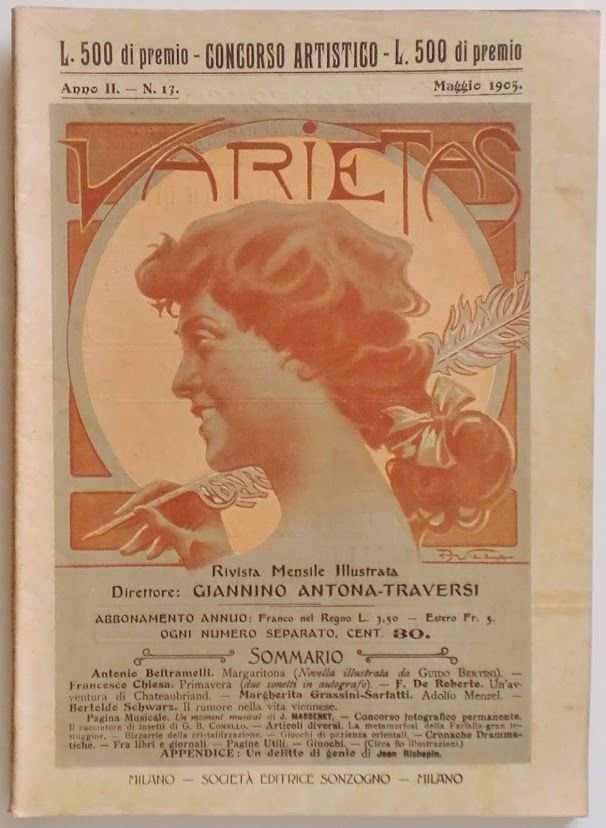 L. 500 di premio - CONCORSO ARTISTICO - L. 500 di premio
Anno II. — N. 13. Maggio 1905.
VARIETAS
Rivista Mensile Illustrata
Direttore: GIANNINO ANTONA-TRAVERSI
ABBONAMENTO ANNUO: Franco nel Regno L. 3,50 — Estero Fr. 5.
OGNI NUMERO SEPARATO, CENT. 30.
SOMMARIO
Antonio Beltramelli. Margaritona (Novella illustrata da GUIDO BERTINI). —
Francesco Chiesa. Primavera (due sonetti in autografo). — F. De Roberto. Un'av-
ventura di Chateaubriand. — Margherita Grassini-Sarfatti. Adolfo Menzel. —
Bertolde Schwarz. Il rumore nella vita viennese.
Pagina Musicale. Un moment musical di J. MASSENET. — Concorso fotografico permanente.
Il racconatore di insetti di G. B. — Articoli diversi. La metamorfosi della Farfalla-gran te-
stuggine. — Bizzarrie della cristallizzazione. — Giuochi di pazienza orientali. — Cronache Dramma-
tiche. — Fra libri e giornali. — Pagine Utili. — Giuochi. — (Circa 80 illustrazioni.)
APPENDICE: Un delitto di genio di Jean Richepin.
MILANO — SOCIETÀ EDITRICE SONZOGNO — MILANO